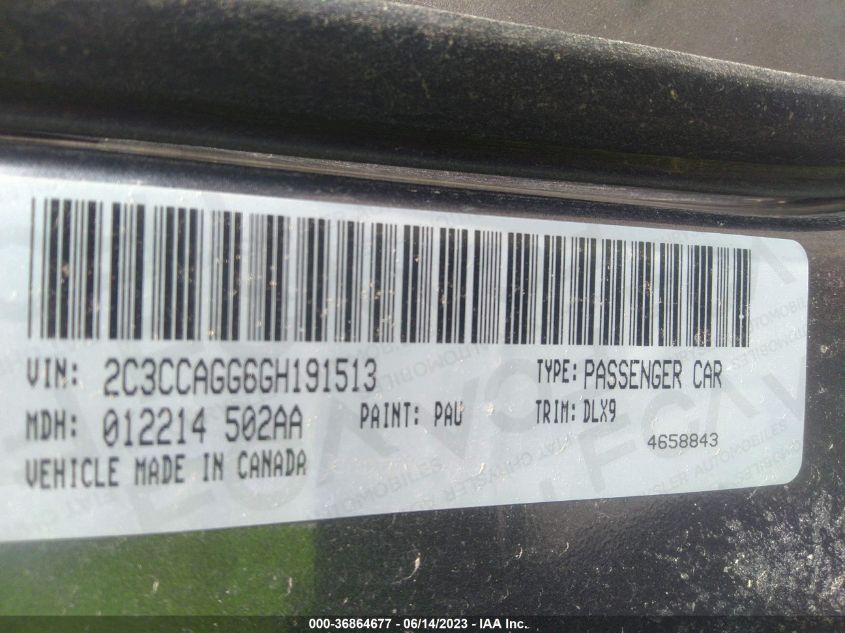 VIN: 2C3CCAGG6GH191513 TYPE: PASSENGER CAR
MDH: 012214 502AA PAINT: PAU TRIM: DLX9
4658843
VEHICLE MADE IN CANADA
000-36864677 - 06/14/2023 - IAA Inc.